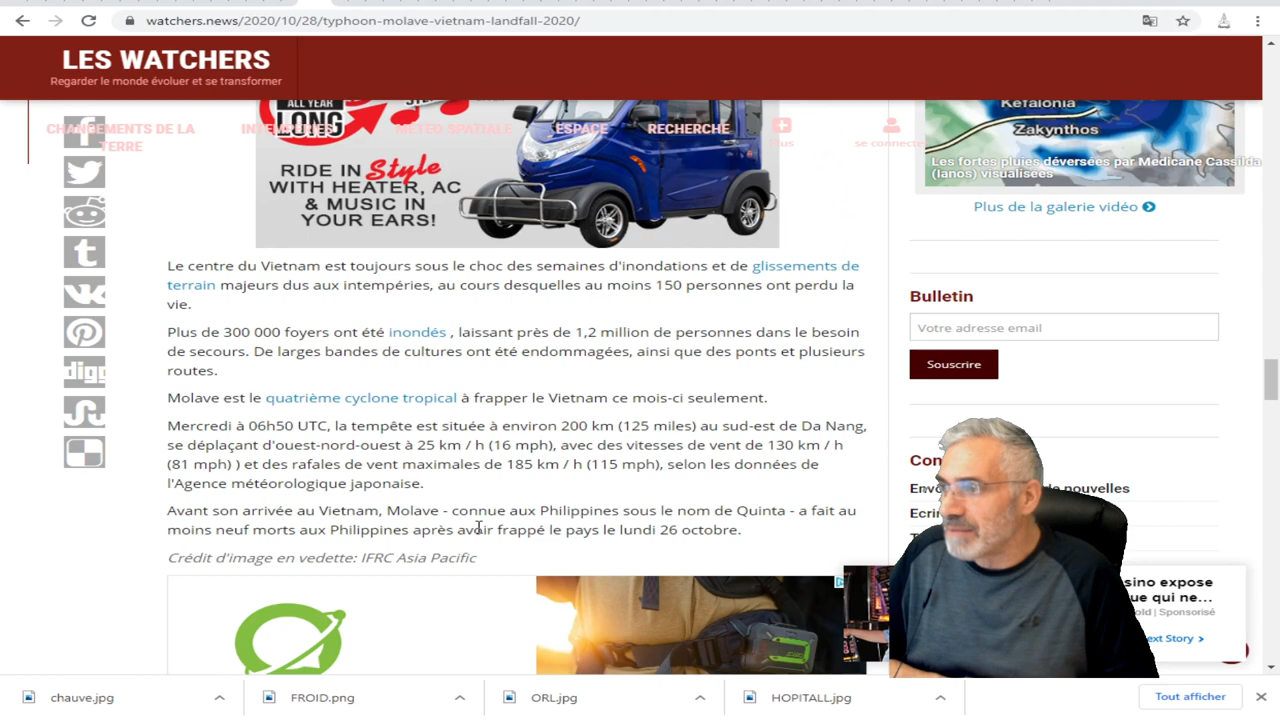 watchers.news/2020/10/28/typhoon-molave-vietnam-landfall-2020/
LES WATCHERS
Regarder le monde évoluer et se transformer
CHANGEMENTS DE LA
TERRE
INTEMPÉRIES
MÉTÉO SPATIALE
ESPACE
RECHERCHE
Plus
se connecte
ALL YEAR
LONG
RIDE IN Style
WITH HEATER, AC
& MUSIC IN
YOUR EARS!
Kefalonia
Zakynthos
Les fortes pluies déversées par Medicane Cassilda
(Ianos) visualisées
Plus de la galerie vidéo
Le centre du Vietnam est toujours sous le choc des semaines d'inondations et de glissements de
terrain majeurs dus aux intempéries, au cours desquelles au moins 150 personnes ont perdu la
vie.
Plus de 300 000 foyers ont été inondés , laissant près de 1,2 million de personnes dans le besoin
de secours. De larges bandes de cultures ont été endommagées, ainsi que des ponts et plusieurs
routes.
Molave est le quatrième cyclone tropical à frapper le Vietnam ce mois-ci seulement.
Mercredi à 06h50 UTC, la tempête est située à environ 200 km (125 miles) au sud-est de Da Nang,
se déplaçant d'ouest-nord-ouest à 25 km / h (16 mph), avec des vitesses de vent de 130 km / h
(81 mph) ) et des rafales de vent maximales de 185 km / h (115 mph), selon les données de
l'Agence météorologique japonaise.
Avant son arrivée au Vietnam, Molave - connue aux Philippines sous le nom de Quinta - a fait au
moins neuf morts aux Philippines après avoir frappé le pays le lundi 26 octobre.
Crédit d'image en vedette: IFRC Asia Pacific
Bulletin
Votre adresse email
Souscrire
Con
de nouvelles
Ecrir
sino expose
ue qui ne...
old | Sponsorisé
ext Story >
digg
chauve.jpg
FROID.png
ORL.jpg
HOPITALL.jpg
Tout afficher